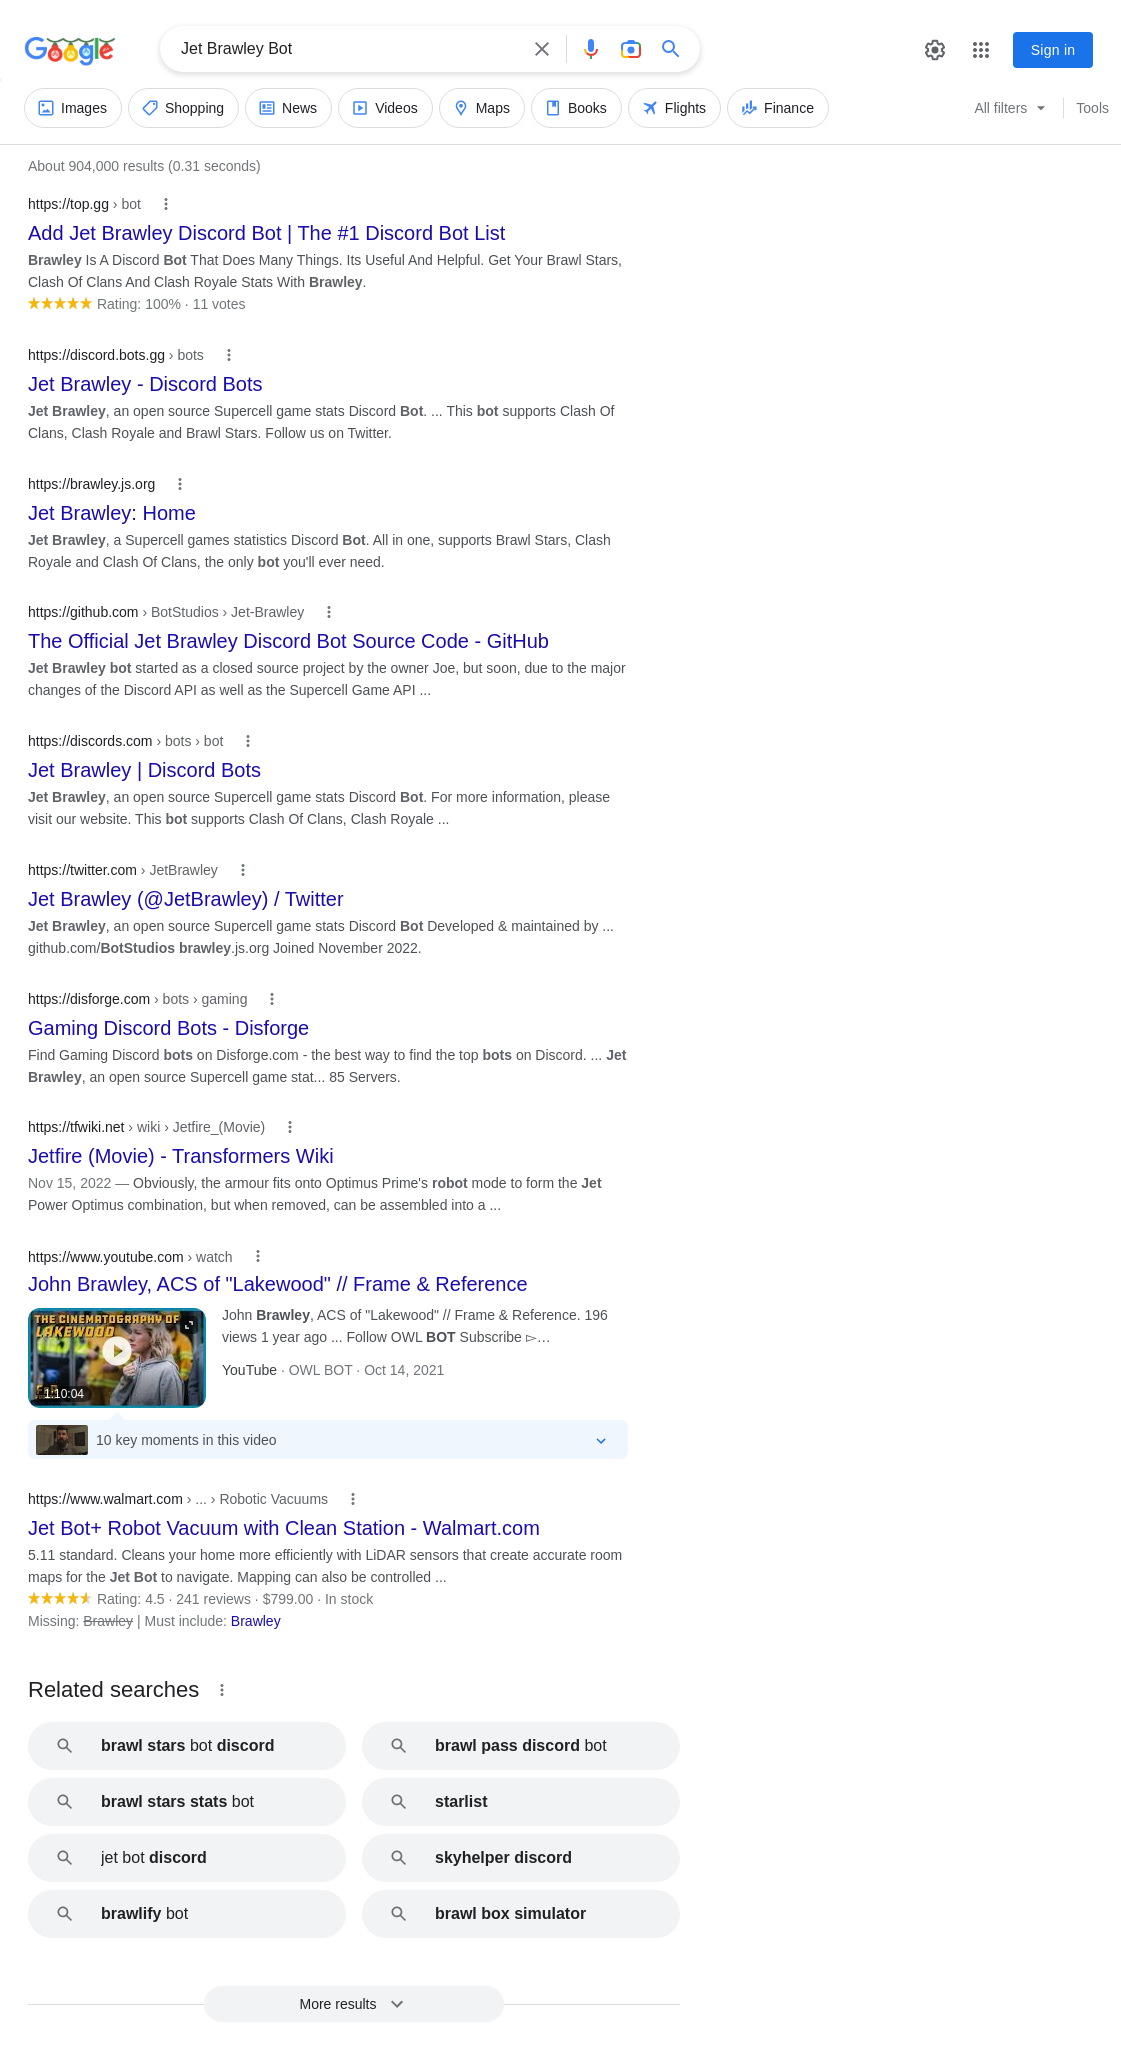 Google
Jet Brawley Bot
Sign in
Images
Shopping
News
Videos
Maps
Books
Flights
Finance
All filters
Tools
About 904,000 results (0.31 seconds)
https://top.gg › bot
Add Jet Brawley Discord Bot | The #1 Discord Bot List
Brawley Is A Discord Bot That Does Many Things. Its Useful And Helpful. Get Your Brawl Stars,
Clash Of Clans And Clash Royale Stats With Brawley.
Rating: 100% · 11 votes
https://discord.bots.gg › bots
Jet Brawley - Discord Bots
Jet Brawley, an open source Supercell game stats Discord Bot. ... This bot supports Clash Of
Clans, Clash Royale and Brawl Stars. Follow us on Twitter.
https://brawley.js.org
Jet Brawley: Home
Jet Brawley, a Supercell games statistics Discord Bot. All in one, supports Brawl Stars, Clash
Royale and Clash Of Clans, the only bot you'll ever need.
https://github.com › BotStudios › Jet-Brawley
The Official Jet Brawley Discord Bot Source Code - GitHub
Jet Brawley bot started as a closed source project by the owner Joe, but soon, due to the major
changes of the Discord API as well as the Supercell Game API ...
https://discords.com › bots › bot
Jet Brawley | Discord Bots
Jet Brawley, an open source Supercell game stats Discord Bot. For more information, please
visit our website. This bot supports Clash Of Clans, Clash Royale ...
https://twitter.com › JetBrawley
Jet Brawley (@JetBrawley) / Twitter
Jet Brawley, an open source Supercell game stats Discord Bot Developed & maintained by ...
github.com/BotStudios brawley.js.org Joined November 2022.
https://disforge.com › bots › gaming
Gaming Discord Bots - Disforge
Find Gaming Discord bots on Disforge.com - the best way to find the top bots on Discord. ... Jet
Brawley, an open source Supercell game stat... 85 Servers.
https://tfwiki.net › wiki › Jetfire_(Movie)
Jetfire (Movie) - Transformers Wiki
Nov 15, 2022 — Obviously, the armour fits onto Optimus Prime's robot mode to form the Jet
Power Optimus combination, but when removed, can be assembled into a ...
https://www.youtube.com › watch
John Brawley, ACS of "Lakewood" // Frame & Reference
THE CINEMATOGRAPHY OF
LAKEWOOD
1:10:04
John Brawley, ACS of "Lakewood" // Frame & Reference. 196
views 1 year ago ... Follow OWL BOT Subscribe ▻…
YouTube · OWL BOT · Oct 14, 2021
10 key moments in this video
https://www.walmart.com › ... › Robotic Vacuums
Jet Bot+ Robot Vacuum with Clean Station - Walmart.com
5.11 standard. Cleans your home more efficiently with LiDAR sensors that create accurate room
maps for the Jet Bot to navigate. Mapping can also be controlled ...
Rating: 4.5 · 241 reviews · $799.00 · In stock
Missing: Brawley | Must include: Brawley
Related searches
brawl stars bot discord
brawl pass discord bot
brawl stars stats bot
starlist
jet bot discord
skyhelper discord
brawlify bot
brawl box simulator
More results